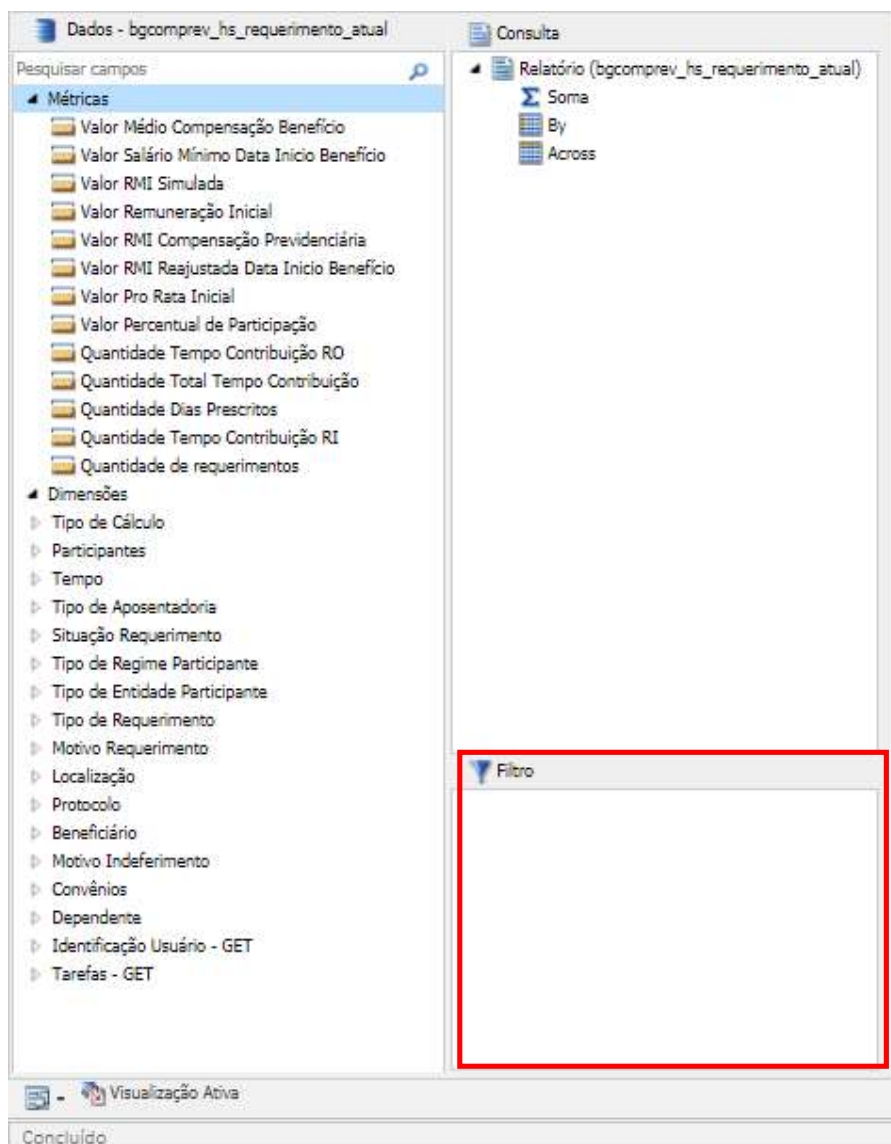 Dados - bgcomprev_hs_requerimento_atual
Pesquisar campos
Métricas
Valor Médio Compensação Benefício
Valor Salário Mínimo Data Inicio Benefício
Valor RMI Simulada
Valor Remuneração Inicial
Valor RMI Compensação Previdenciária
Valor RMI Reajustada Data Inicio Benefício
Valor Pro Rata Inicial
Valor Percentual de Participação
Quantidade Tempo Contribuição RO
Quantidade Total Tempo Contribuição
Quantidade Dias Prescritos
Quantidade Tempo Contribuição RI
Quantidade de requerimentos
Dimensões
Tipo de Cálculo
Participantes
Tempo
Tipo de Aposentadoria
Situação Requerimento
Tipo de Regime Participante
Tipo de Entidade Participante
Tipo de Requerimento
Motivo Requerimento
Localização
Protocolo
Beneficiário
Motivo Indeferimento
Convênios
Dependente
Identificação Usuário - GET
Tarefas - GET
Consulta
Relatório (bgcomprev_hs_requerimento_atual)
Soma
By
Across
Filtro
Visualização Ativa
Concluído